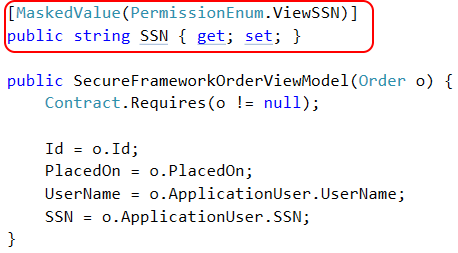 [MaskedValue(PermissionEnum.ViewSSN)]
public string SSN { get; set; }
public SecureFrameworkOrderViewModel(Order o) {
Contract.Requires(o != null);
Id = o.Id;
PlacedOn = o.PlacedOn;
UserName = o.ApplicationUser.UserName;
SSN = o.ApplicationUser.SSN;
}